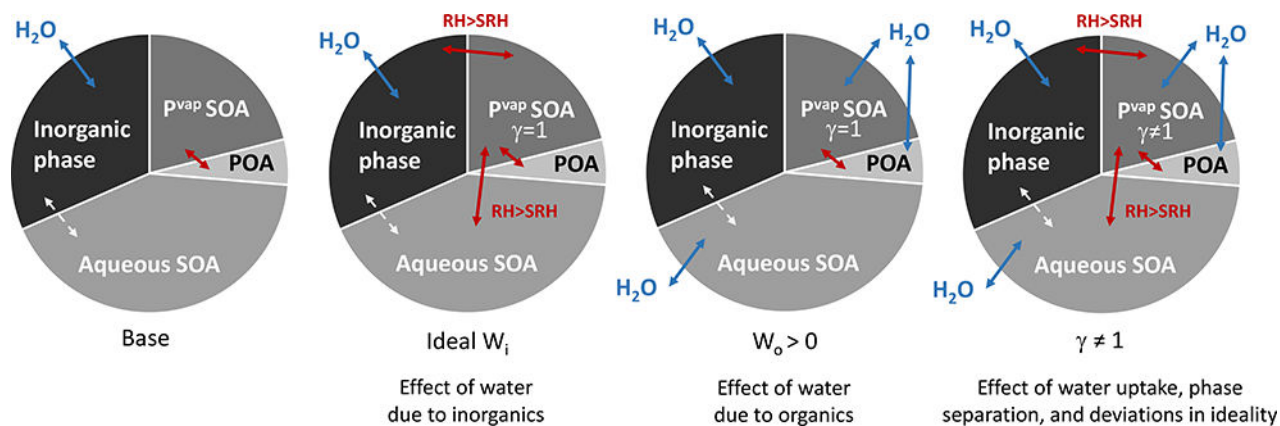 H₂O
Inorganic
phase
Pᵛᵃᵖ SOA
POA
Aqueous SOA
Base
H₂O
RH>SRH
Inorganic
phase
Pᵛᵃᵖ SOA
γ=1
POA
RH>SRH
Aqueous SOA
Ideal Wᵢ
Effect of water
due to inorganics
H₂O
H₂O
Inorganic
phase
Pᵛᵃᵖ SOA
γ=1
POA
Aqueous SOA
H₂O
Wₒ > 0
Effect of water
due to organics
H₂O
RH>SRH
H₂O
Inorganic
phase
Pᵛᵃᵖ SOA
γ≠1
POA
RH>SRH
Aqueous SOA
H₂O
γ ≠ 1
Effect of water uptake, phase
separation, and deviations in ideality